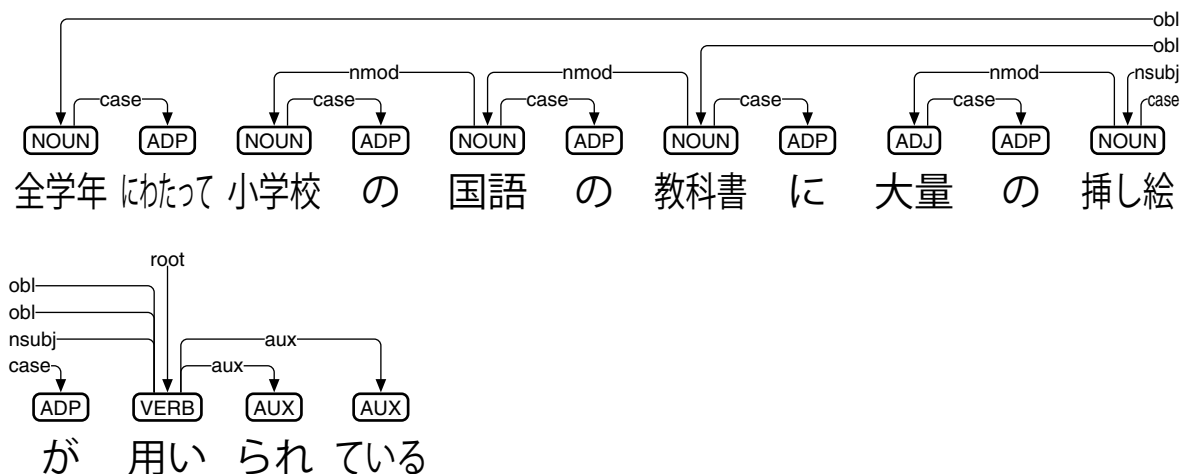 obl
obl
nmod nmod nmod nsubj
case case case case case case
NOUN ADP NOUN ADP NOUN ADP NOUN ADP ADJ ADP NOUN
全学年 にわたって 小学校 の 国語 の 教科書 に 大量 の 挿し絵
root
obl
obl
nsubj aux
case aux
ADP VERB AUX AUX
が 用い られ ている